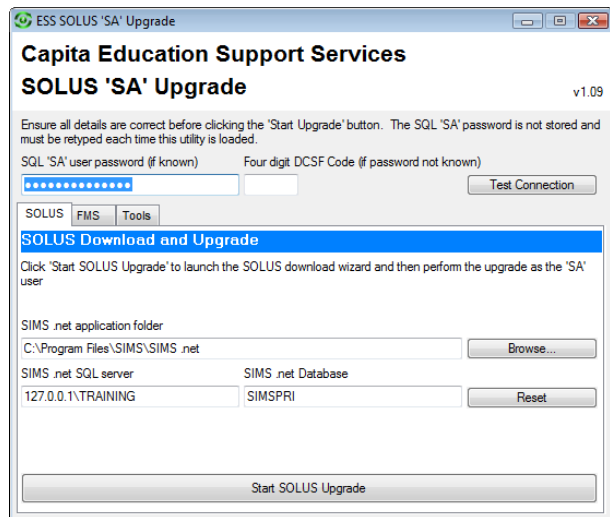 ESS SOLUS 'SA' Upgrade
Capita Education Support Services
SOLUS 'SA' Upgrade
v1.09
Ensure all details are correct before clicking the 'Start Upgrade' button. The SQL 'SA' password is not stored and
must be retyped each time this utility is loaded.
SQL 'SA' user password (if known) Four digit DCSF Code (if password not known)
Test Connection
SOLUS FMS Tools
SOLUS Download and Upgrade
Click 'Start SOLUS Upgrade' to launch the SOLUS download wizard and then perform the upgrade as the 'SA'
user
SIMS .net application folder
C:\Program Files\SIMS\SIMS .net Browse...
SIMS .net SQL server SIMS .net Database
127.0.0.1\TRAINING SIMSPRI Reset
Start SOLUS Upgrade